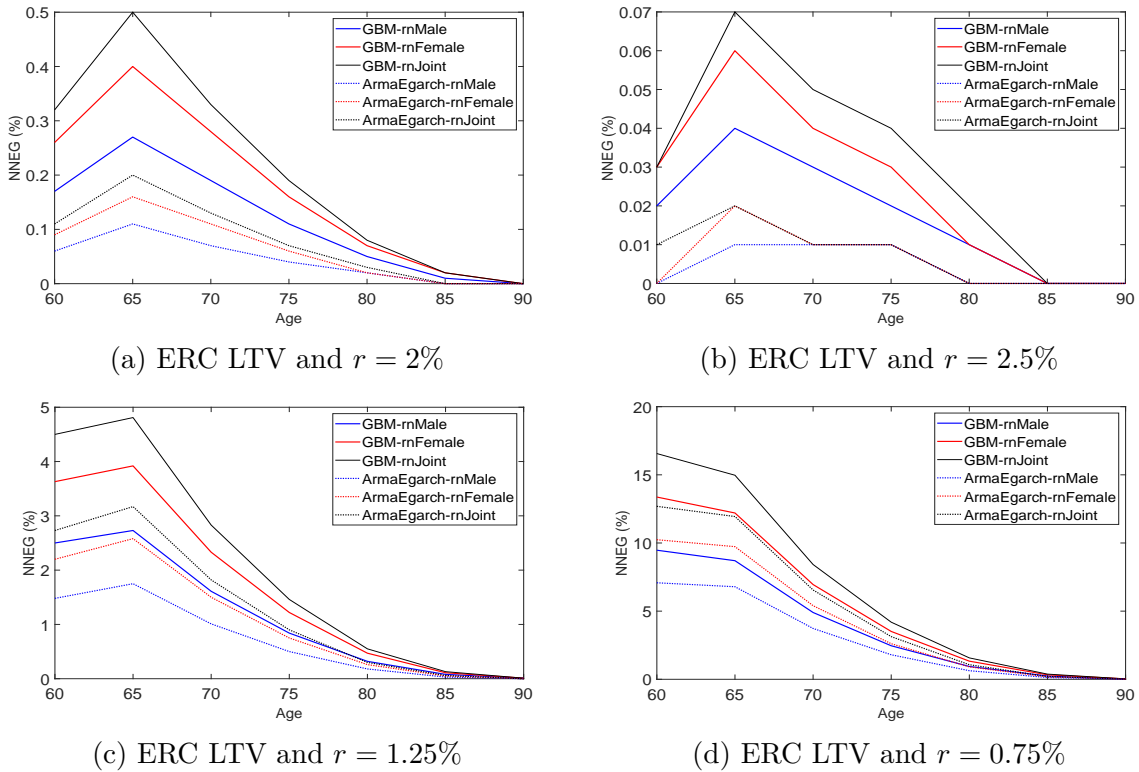 0.5
0.4
0.3
0.2
0.1
0
60 65 70 75 80 85 90
NNEG (%)
Age
GBM-rnMale
GBM-rnFemale
GBM-rnJoint
ArmaEgarch-rnMale
ArmaEgarch-rnFemale
ArmaEgarch-rnJoint
(a) ERC LTV and r = 2%
0.07
0.06
0.05
0.04
0.03
0.02
0.01
0
60 65 70 75 80 85 90
NNEG (%)
Age
GBM-rnMale
GBM-rnFemale
GBM-rnJoint
ArmaEgarch-rnMale
ArmaEgarch-rnFemale
ArmaEgarch-rnJoint
(b) ERC LTV and r = 2.5%
5
4
3
2
1
0
60 65 70 75 80 85 90
NNEG (%)
Age
GBM-rnMale
GBM-rnFemale
GBM-rnJoint
ArmaEgarch-rnMale
ArmaEgarch-rnFemale
ArmaEgarch-rnJoint
(c) ERC LTV and r = 1.25%
20
15
10
5
0
60 65 70 75 80 85 90
NNEG (%)
Age
GBM-rnMale
GBM-rnFemale
GBM-rnJoint
ArmaEgarch-rnMale
ArmaEgarch-rnFemale
ArmaEgarch-rnJoint
(d) ERC LTV and r = 0.75%